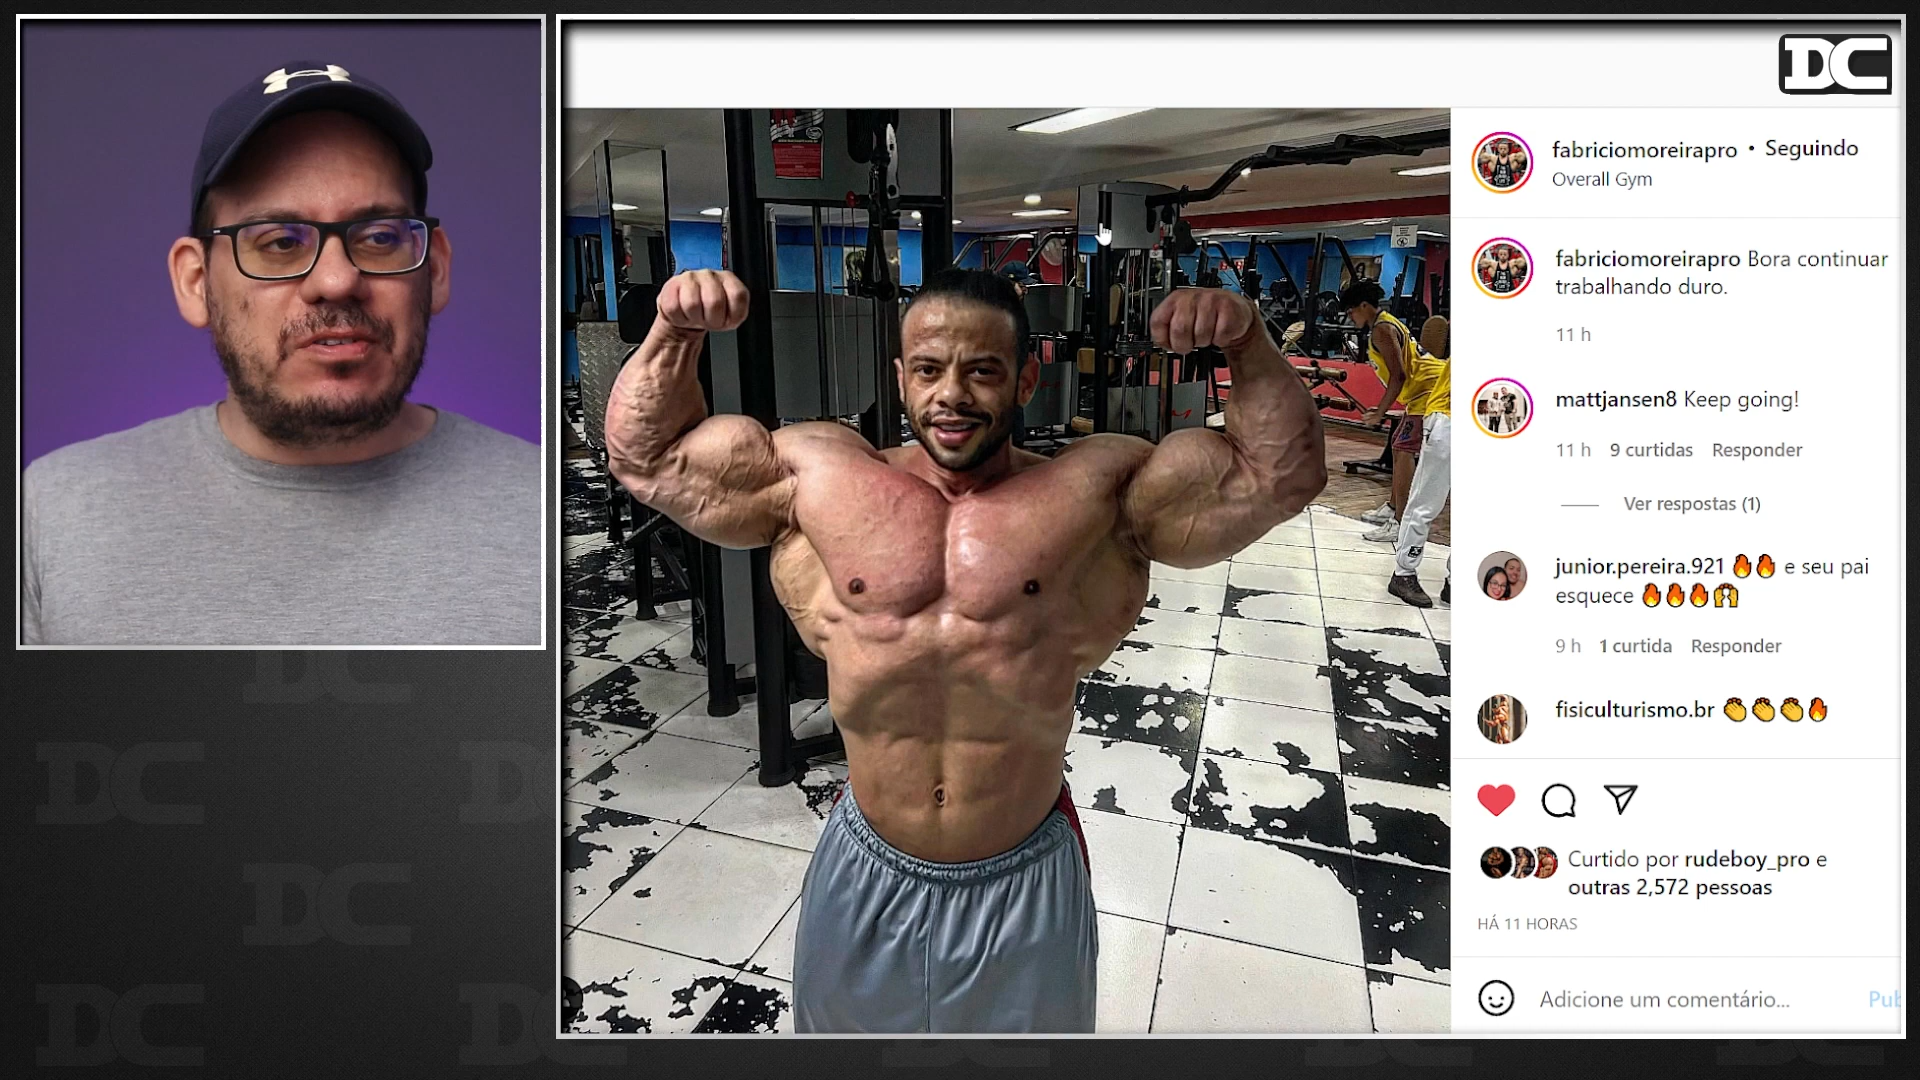 DC
fabriciomoreirapro • Seguindo
Overall Gym
fabriciomoreirapro Bora continuar
trabalhando duro.
11 h
mattjansen8 Keep going!
11 h 9 curtidas Responder
Ver respostas (1)
junior.pereira.921 🔥🔥 e seu pai
esquece 🔥🔥🔥🙌
9 h 1 curtida Responder
fisiculturismo.br 👏👏👏🔥
Curtido por rudeboy_pro e
outras 2,572 pessoas
HÁ 11 HORAS
Adicione um comentário...
Pub